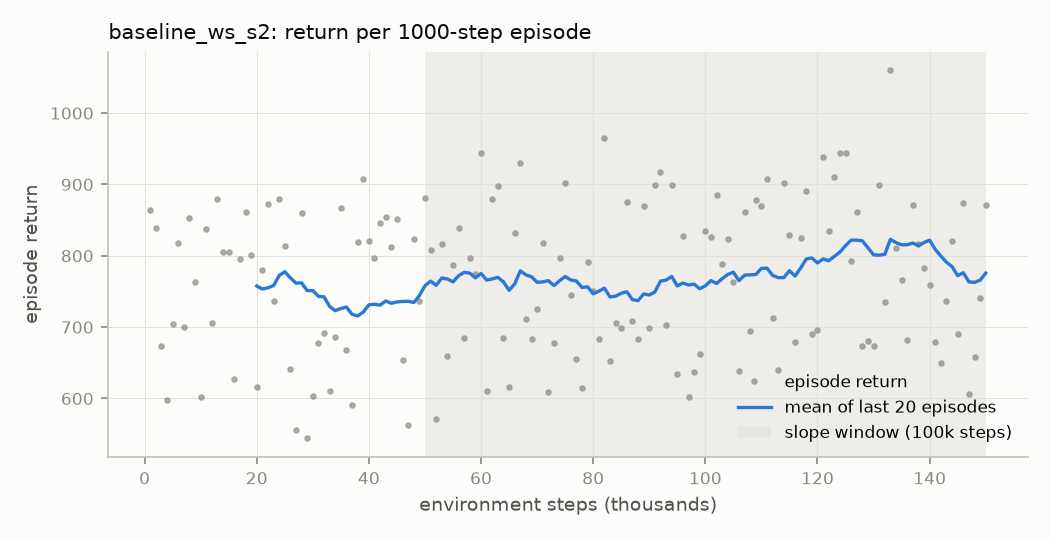 baseline_ws_s2: return per 1000-step episode
episode return
1000
900
800
700
600
episode return
mean of last 20 episodes
slope window (100k steps)
0
20
40
60
80
100
120
140
environment steps (thousands)